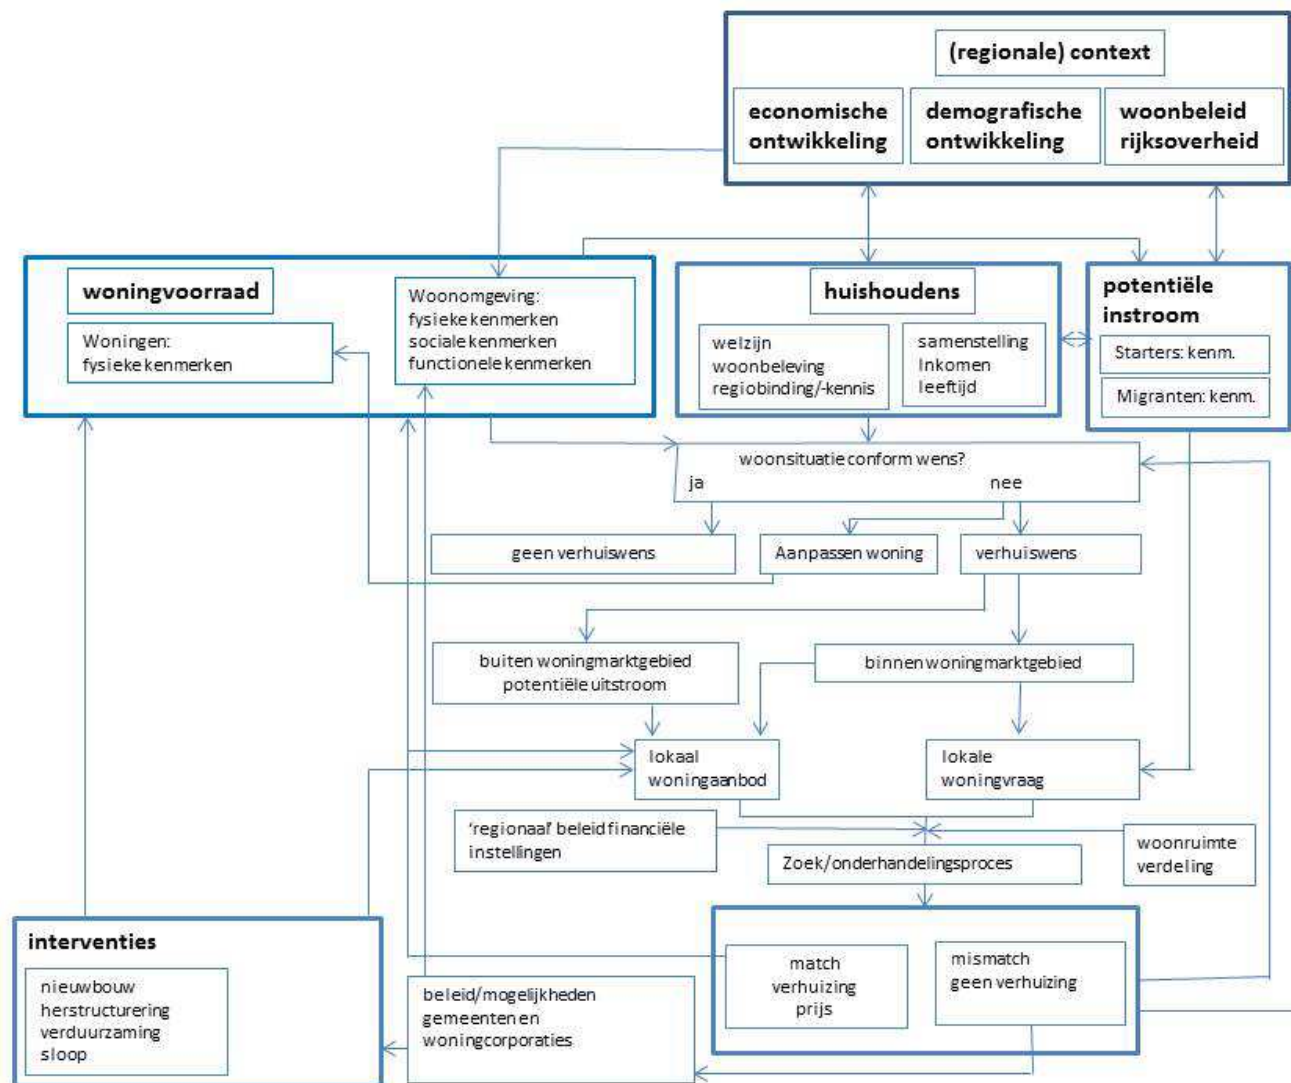 (regionale) context
economische
ontwikkeling
demografische
ontwikkeling
woonbeleid
rijksoverheid
woningvoorraad
Woningen:
fysieke kenmerken
Woonomgeving:
fysieke kenmerken
sociale kenmerken
functionele kenmerken
huishoudens
welzijn
woonbeleving
regiobinding/-kennis
samenstelling
Inkomen
leeftijd
potentiële
instroom
Starters: kenm.
Migranten: kenm.
woonsituatie conform wens?
ja nee
geen verhuiswens
Aanpassen woning
verhuiswens
buiten woningmarktgebied
potentiële uitstroom
binnen woningmarktgebied
lokaal
woningaanbod
lokale
woningvraag
'regionaal' beleid financiële
instellingen
Zoek/onderhandelingsproces
woonruimte
verdeling
interventies
nieuwbouw
herstructurering
verduurzaming
sloop
beleid/mogelijkheden
gemeenten en
woningcorporaties
match
verhuizing
prijs
mismatch
geen verhuizing